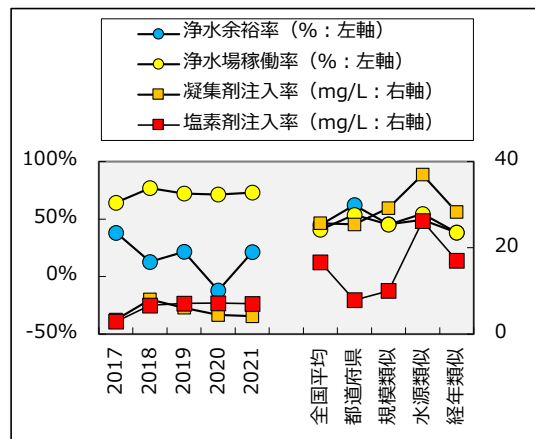 浄水余裕率（％：左軸）
浄水場稼働率（％：左軸）
凝集剤注入率（mg/L：右軸）
塩素剤注入率（mg/L：右軸）
100%
50%
0%
-50%
40
20
0
2017
2018
2019
2020
2021
全国平均
都道府県
規模類似
水源類似
経年類似